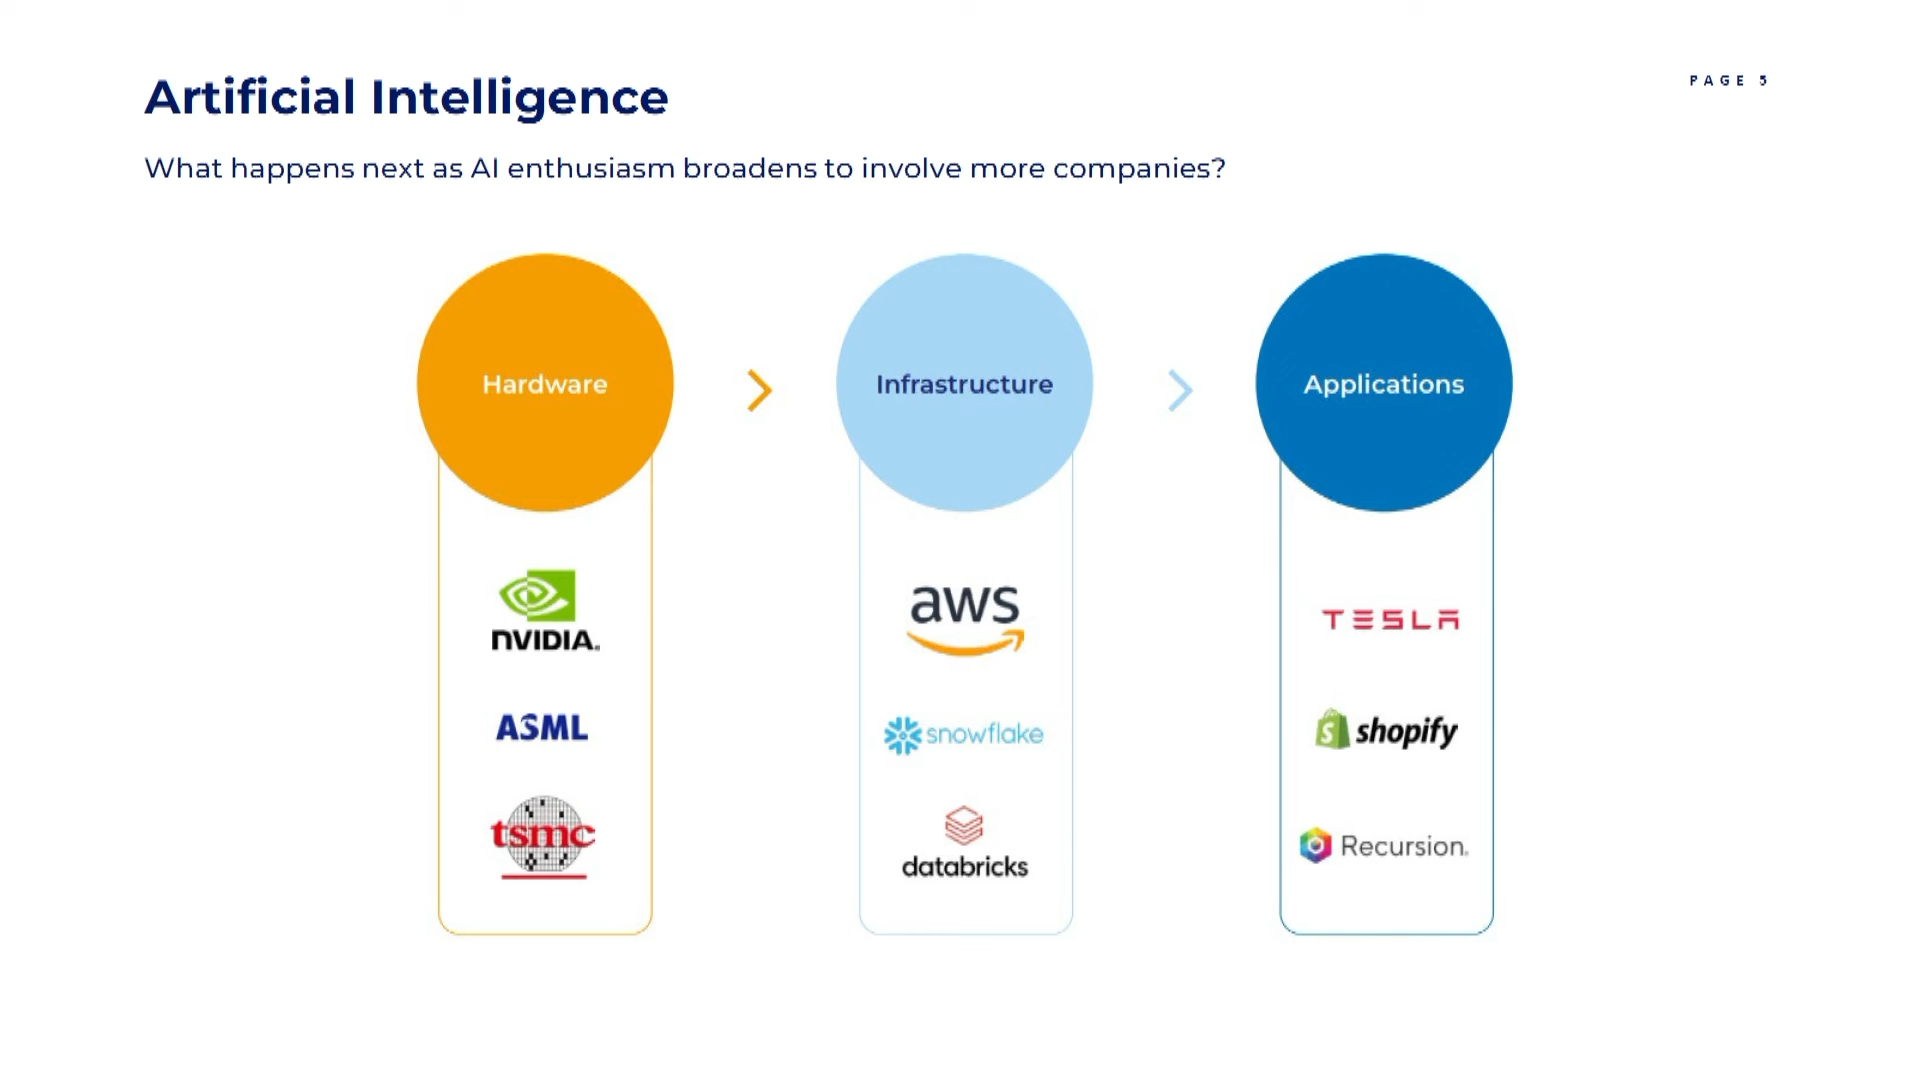 Artificial Intelligence
PAGE 5
What happens next as AI enthusiasm broadens to involve more companies?
Hardware
Infrastructure
Applications
NVIDIA.
ASML
tsmc
aws
snowflake
databricks
TESLA
shopify
Recursion.